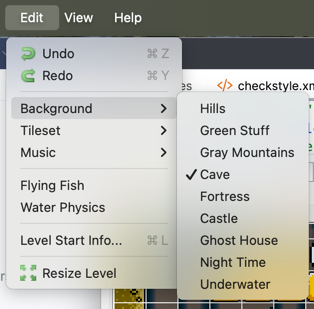 Edit View Help
Undo ⌘ Z
Redo ⌘ Y
es </> checkstyle.xm
Background >
Tileset >
Music >
Flying Fish
Water Physics
Level Start Info... ⌘ L
Resize Level
Hills
Green Stuff
Gray Mountains
✓ Cave
Fortress
Castle
Ghost House
Night Time
Underwater